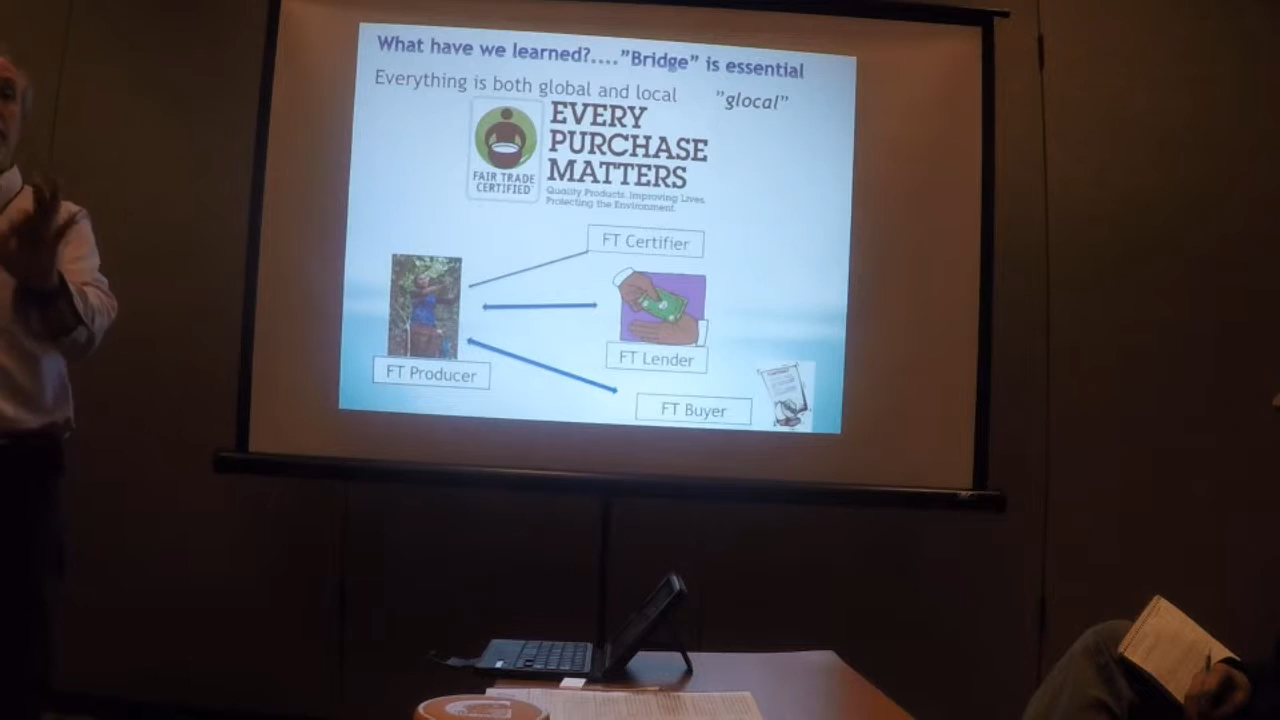 What have we learned?...."Bridge" is essential
Everything is both global and local "glocal"
EVERY
PURCHASE
MATTERS
FAIR TRADE
CERTIFIED
Quality Products. Improving Lives.
Protecting the Environment.
FT Certifier
FT Lender
FT Producer
FT Buyer